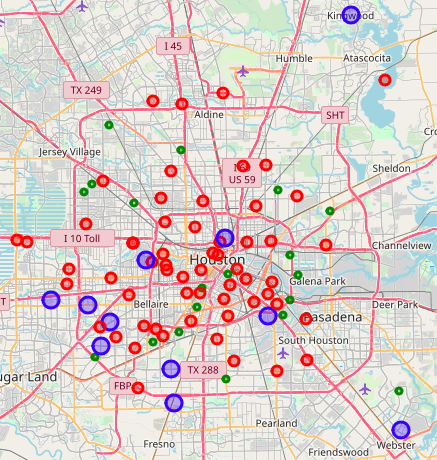 Kingwood
I 45
Humble
Atascocita
TX 249
Aldine
SHT
Cro
Jersey Village
US 59
Sheldon
I 10 Toll
Channelview
Houston
Galena Park
T
Bellaire
Deer Park
Pasadena
South Houston
ugar Land
TX 288
FBP
Pearland
Fresno
Friendswood
Webster